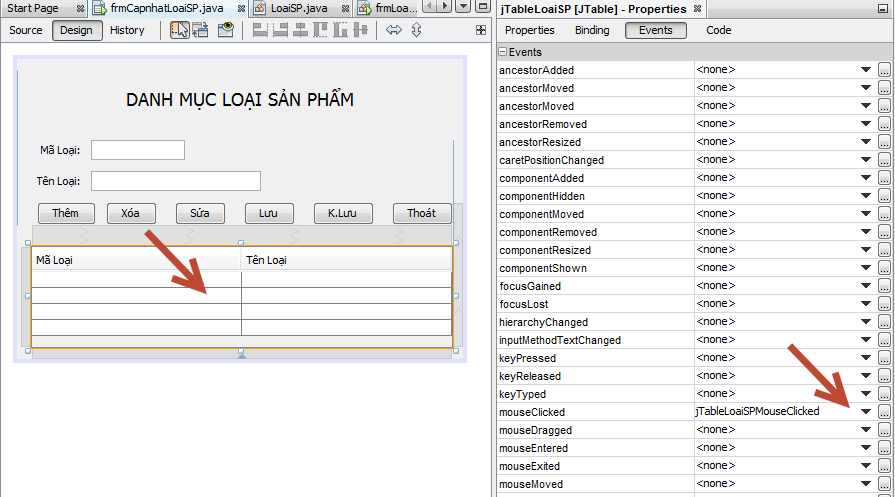 Start Page
frmCapnhatLoaiSP.java
LoaiSP.java
frmLoa...
Source Design History
DANH MỤC LOẠI SẢN PHẨM
Mã Loại:
Tên Loại:
Thêm Xóa Sửa Lưu K.Lưu Thoát
Mã Loại Tên Loại
jTableLoaiSP [JTable] - Properties
Properties Binding Events Code
Events
ancestorAdded <none> ...
ancestorMoved <none> ...
ancestorMoved <none> ...
ancestorRemoved <none> ...
ancestorResized <none> ...
caretPositionChanged <none> ...
componentAdded <none> ...
componentHidden <none> ...
componentMoved <none> ...
componentRemoved <none> ...
componentResized <none> ...
componentShown <none> ...
focusGained <none> ...
focusLost <none> ...
hierarchyChanged <none> ...
inputMethodTextChanged <none> ...
keyPressed <none> ...
keyReleased <none> ...
keyTyped <none> ...
mouseClicked jTableLoaiSPMouseClicked ...
mouseDragged <none> ...
mouseEntered <none> ...
mouseExited <none> ...
mouseMoved <none> ...